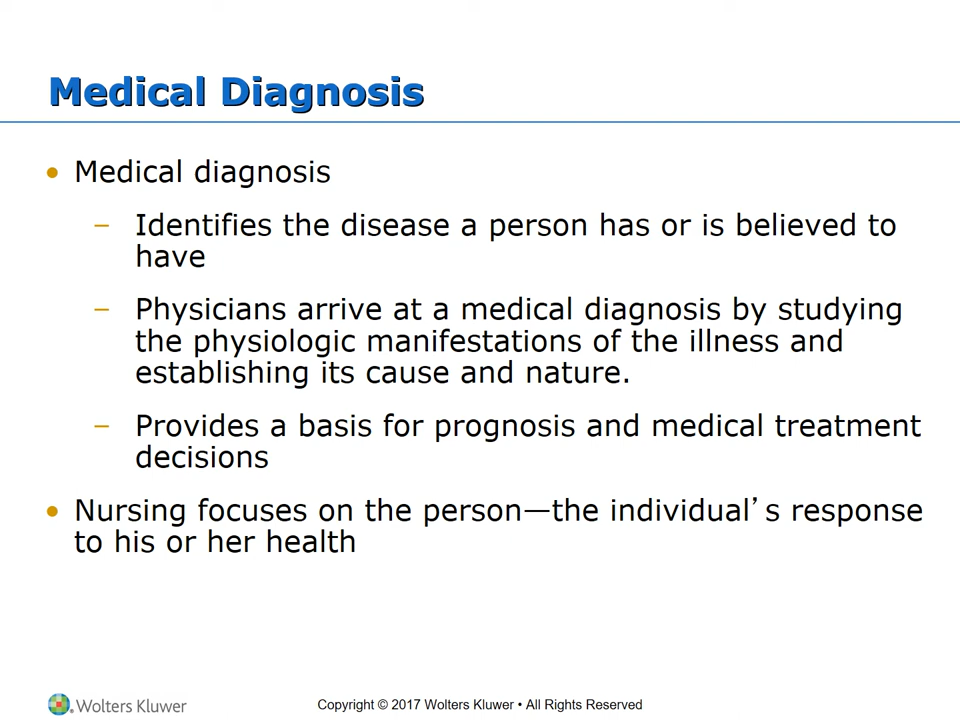 Medical Diagnosis
• Medical diagnosis
– Identifies the disease a person has or is believed to
have
– Physicians arrive at a medical diagnosis by studying
the physiologic manifestations of the illness and
establishing its cause and nature.
– Provides a basis for prognosis and medical treatment
decisions
• Nursing focuses on the person—the individual’s response
to his or her health
Wolters Kluwer
Copyright © 2017 Wolters Kluwer • All Rights Reserved